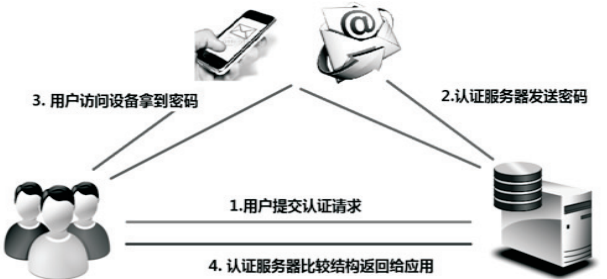 3. 用户访问设备拿到密码
2.认证服务器发送密码
1.用户提交认证请求
4. 认证服务器比较结构返回给应用